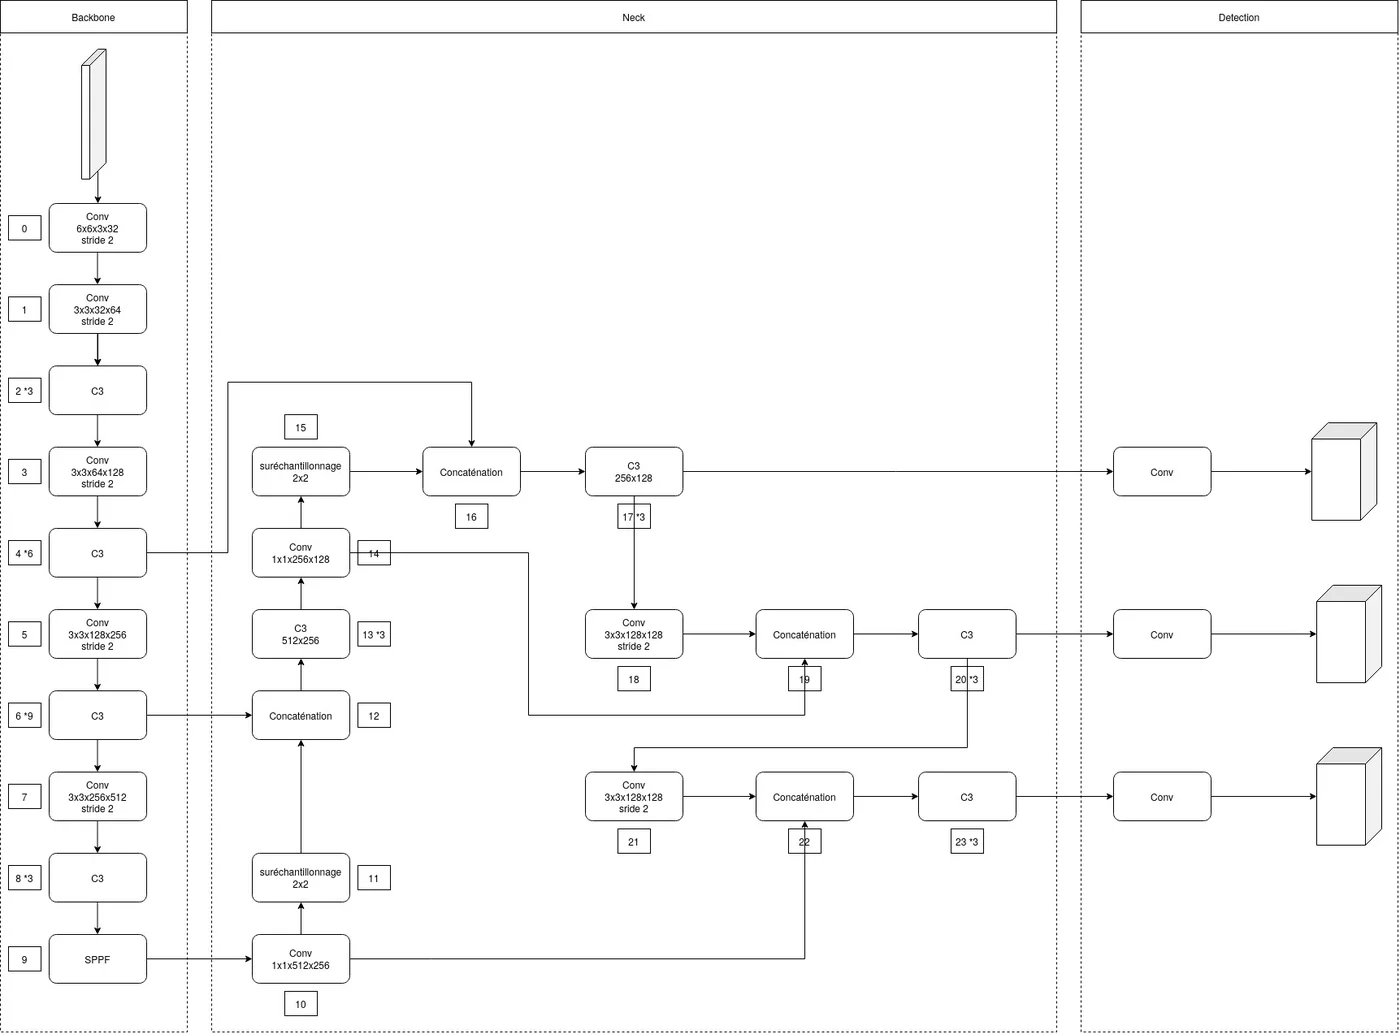 Backbone
Neck
Detection
0
Conv
6x6x3x32
stride 2
1
Conv
3x3x32x64
stride 2
2 *3
C3
3
Conv
3x3x64x128
stride 2
4 *6
C3
5
Conv
3x3x128x256
stride 2
6 *9
C3
7
Conv
3x3x256x512
stride 2
8 *3
C3
9
SPPF
15
suréchantillonnage
2x2
Conv
1x1x256x128
14
C3
512x256
13 *3
Concaténation
12
suréchantillonnage
2x2
11
Conv
1x1x512x256
10
Concaténation
16
C3
256x128
17 *3
Conv
3x3x128x128
stride 2
18
Concaténation
19
C3
20 *3
Conv
3x3x128x128
sride 2
21
Concaténation
22
C3
23 *3
Conv
Conv
Conv